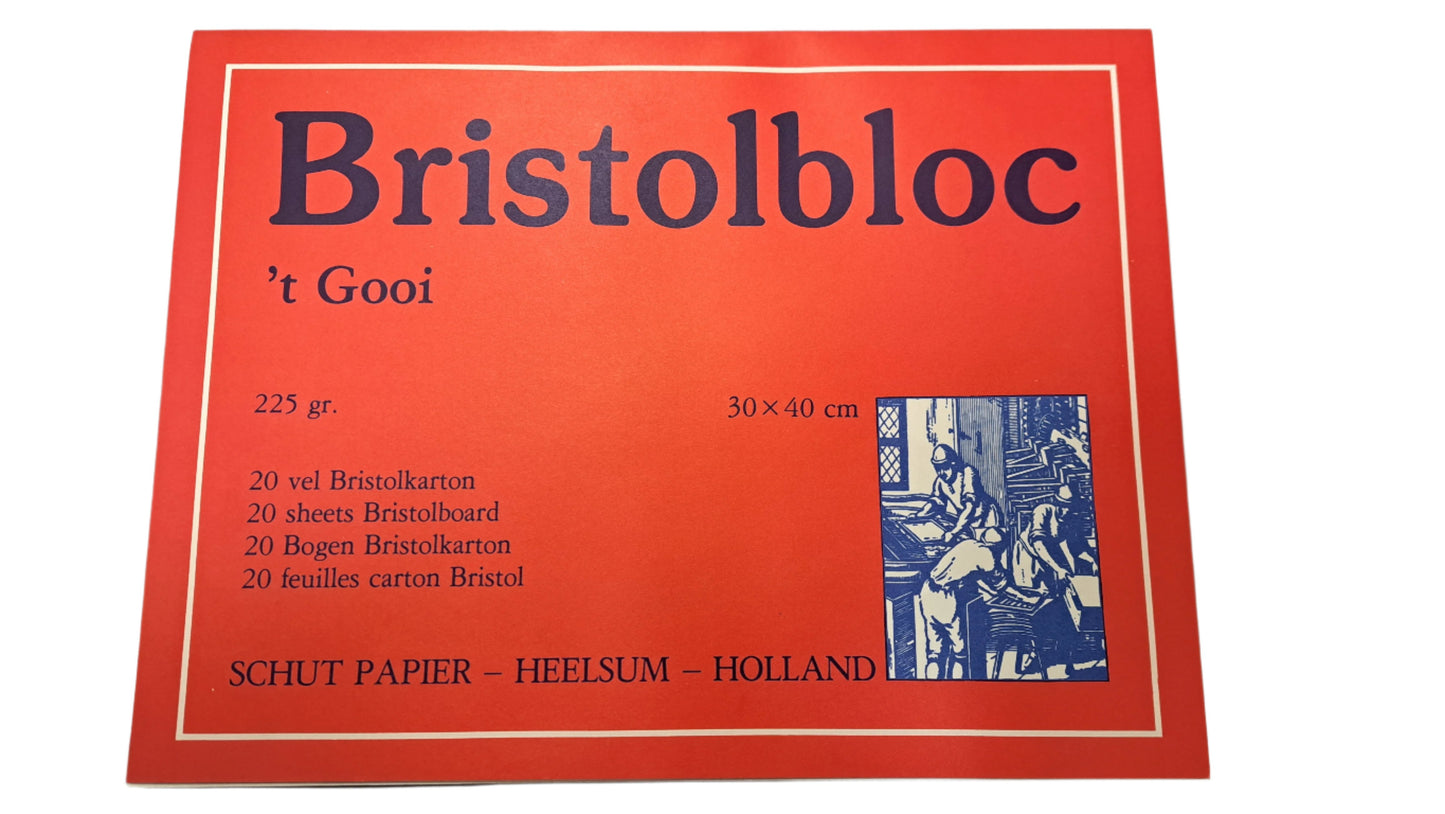 Bristolbloc
’t Gooi
225 gr.
30×40 cm
20 vel Bristolkarton
20 sheets Bristolboard
20 Bogen Bristolkarton
20 feuilles carton Bristol
SCHUT PAPIER – HEELSUM – HOLLAND